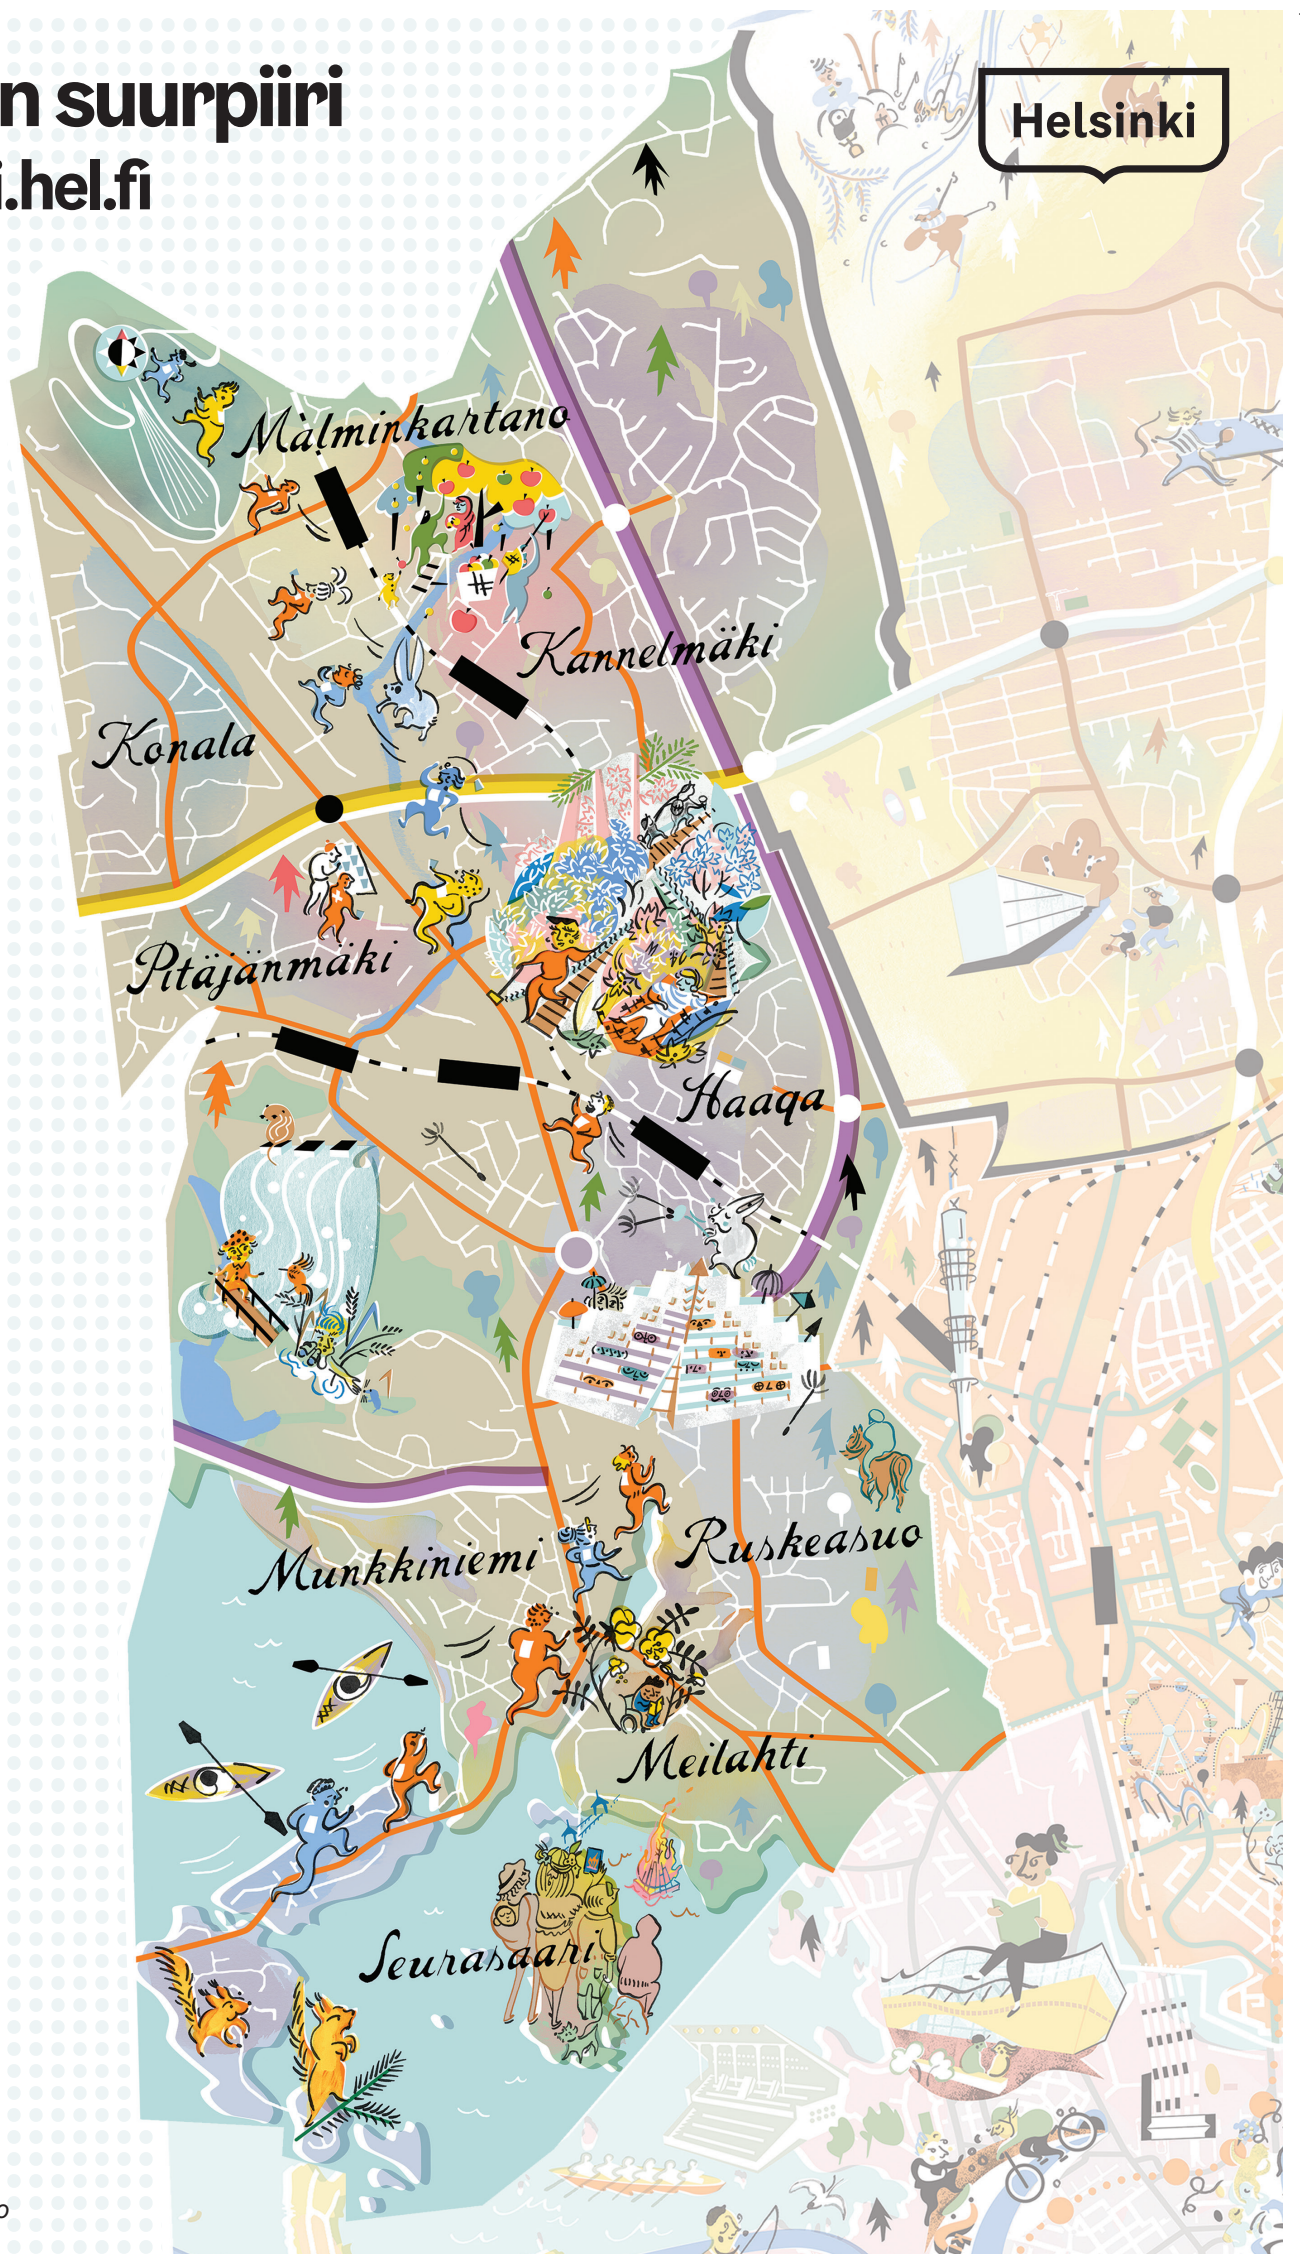 n suurpiiri
i.hel.fi
Helsinki
Malminkartano
Kannelmäki
Konala
Pitäjänmäki
Haaga
Munkkiniemi
Ruskeasuo
Meilahti
Seurasaari
o